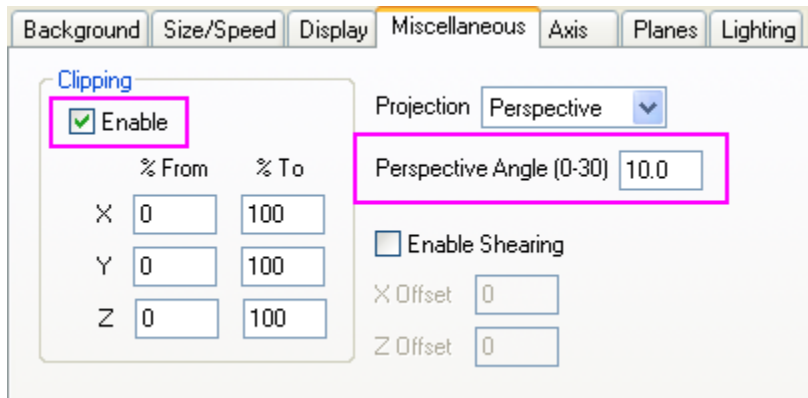 Background Size/Speed Display Miscellaneous Axis Planes Lighting
Clipping
Enable
% From % To
X 0 100
Y 0 100
Z 0 100
Projection Perspective
Perspective Angle (0-30) 10.0
Enable Shearing
X Offset 0
Z Offset 0